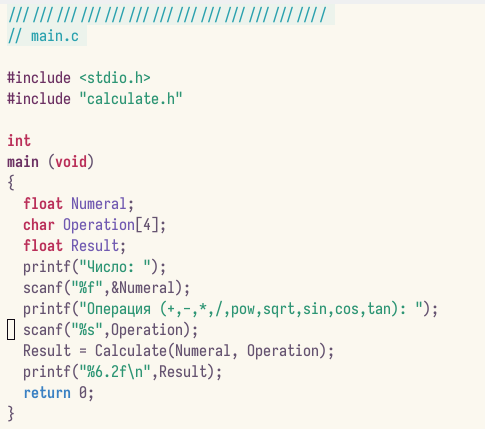 ////////////////////////////////////////
// main.c
#include <stdio.h>
#include "calculate.h"
int
main (void)
{
float Numeral;
char Operation[4];
float Result;
printf("Число: ");
scanf("%f",&Numeral);
printf("Операция (+,-,*,/,pow,sqrt,sin,cos,tan): ");
scanf("%s",Operation);
Result = Calculate(Numeral, Operation);
printf("%6.2f\n",Result);
return 0;
}